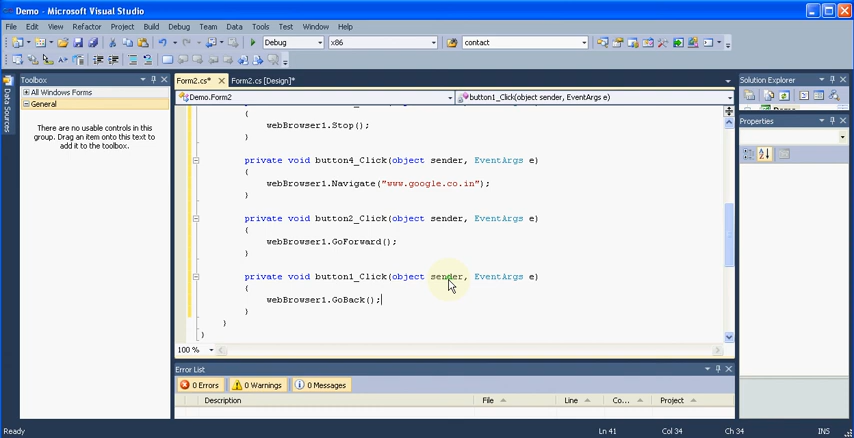 Demo - Microsoft Visual Studio
File Edit View Refactor Project Build Debug Team Data Tools Test Window Help
Debug x86 contact
Toolbox
All Windows Forms
General
There are no usable controls in this
group. Drag an item onto this text to
add it to the toolbox.
Data Sources
Form2.cs* Form2.cs [Design]*
Demo.Form2 button1_Click(object sender, EventArgs e)
{
webBrowser1.Stop();
}
private void button4_Click(object sender, EventArgs e)
{
webBrowser1.Navigate("www.google.co.in");
}
private void button2_Click(object sender, EventArgs e)
{
webBrowser1.GoForward();
}
private void button1_Click(object sender, EventArgs e)
{
webBrowser1.GoBack();
}
}
}
100 %
Error List
0 Errors 0 Warnings 0 Messages
Description File Line Co... Project
Solution Explorer
Properties
Ready Ln 41 Col 34 Ch 34 INS